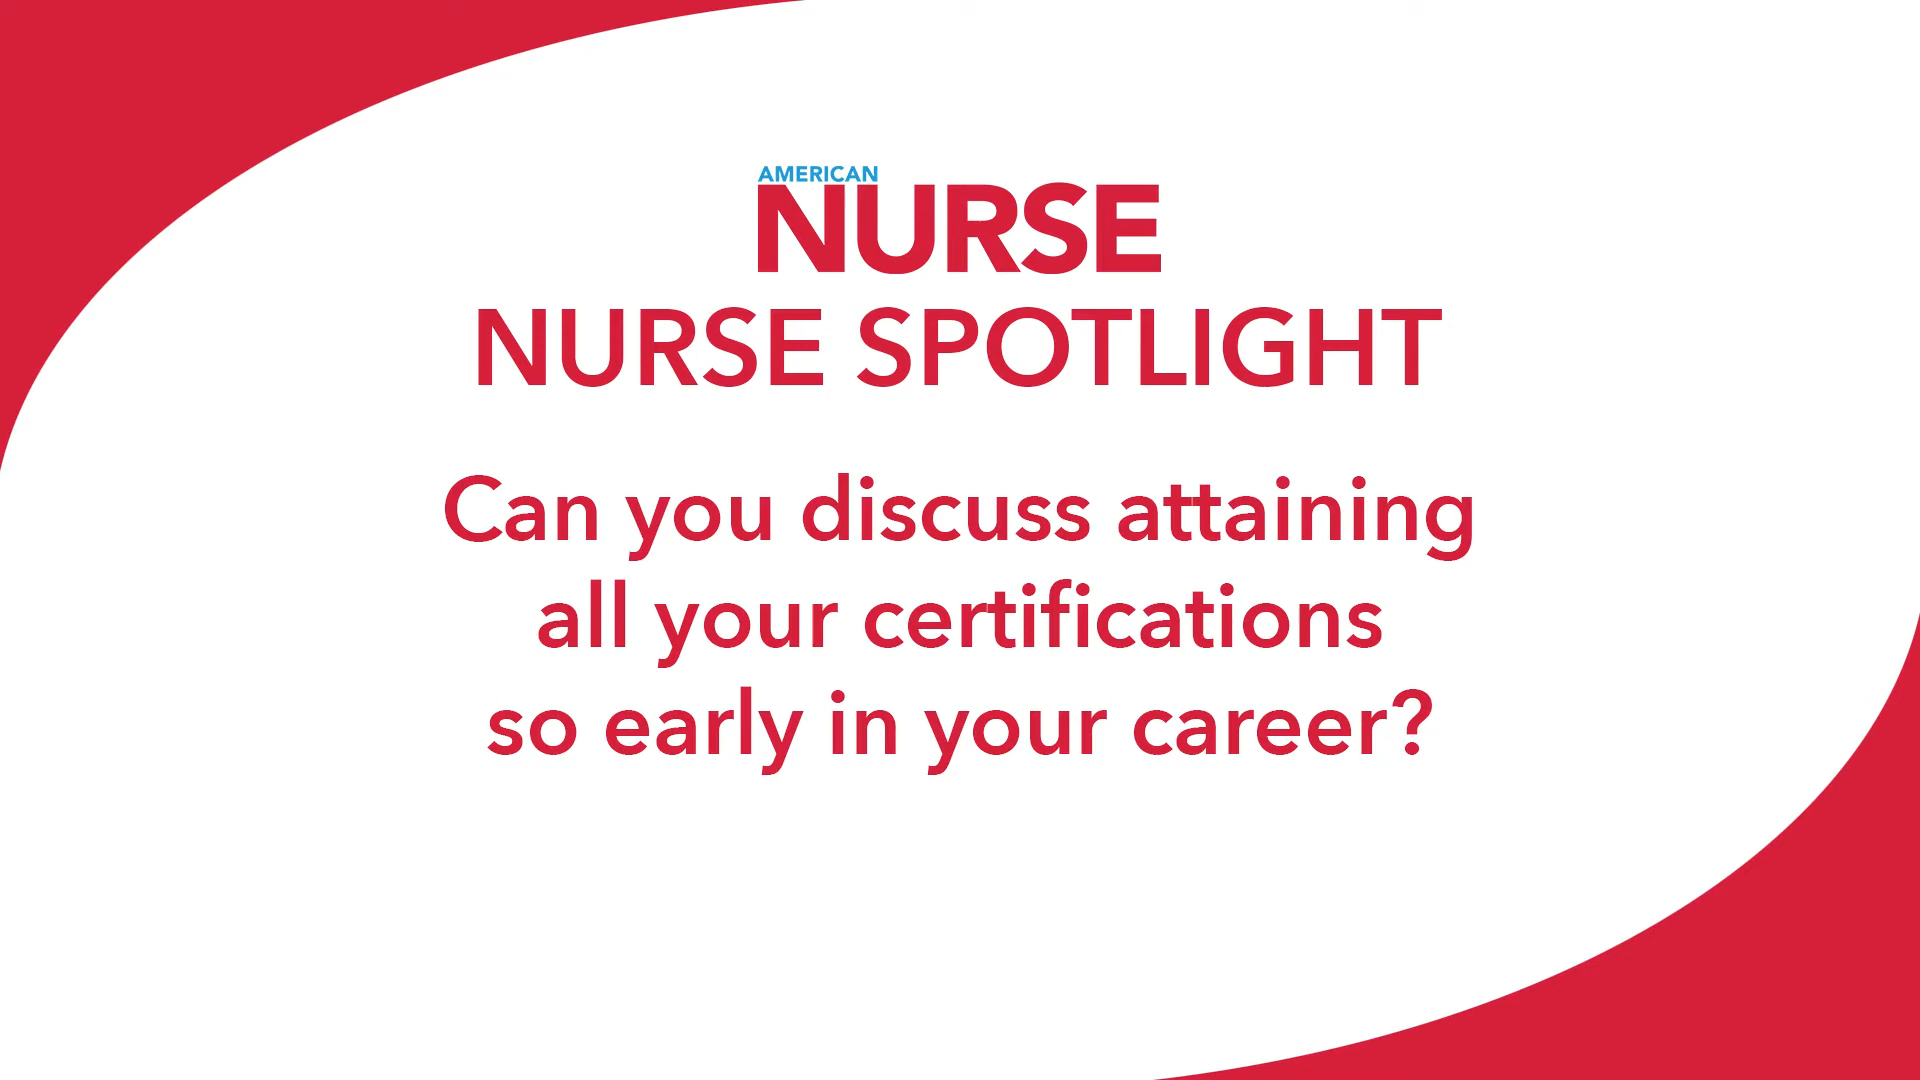 AMERICAN
NURSE
NURSE SPOTLIGHT
Can you discuss attaining
all your certifications
so early in your career?